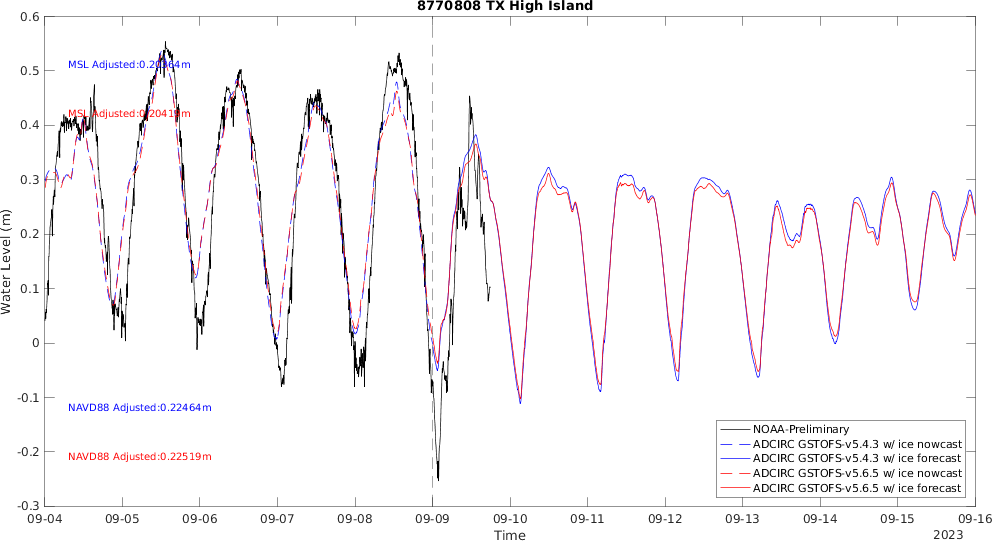 8770808 TX High Island
0.6
0.5
0.4
0.3
0.2
0.1
0
-0.1
-0.2
-0.3
Water Level (m)
MSL Adjusted:0.20364m
MSL Adjusted:0.20419m
NAVD88 Adjusted:0.22464m
NAVD88 Adjusted:0.22519m
NOAA-Preliminary
ADCIRC GSTOFS-v5.4.3 w/ ice nowcast
ADCIRC GSTOFS-v5.4.3 w/ ice forecast
ADCIRC GSTOFS-v5.6.5 w/ ice nowcast
ADCIRC GSTOFS-v5.6.5 w/ ice forecast
09-04 09-05 09-06 09-07 09-08 09-09 09-10 09-11 09-12 09-13 09-14 09-15 09-16
Time
2023